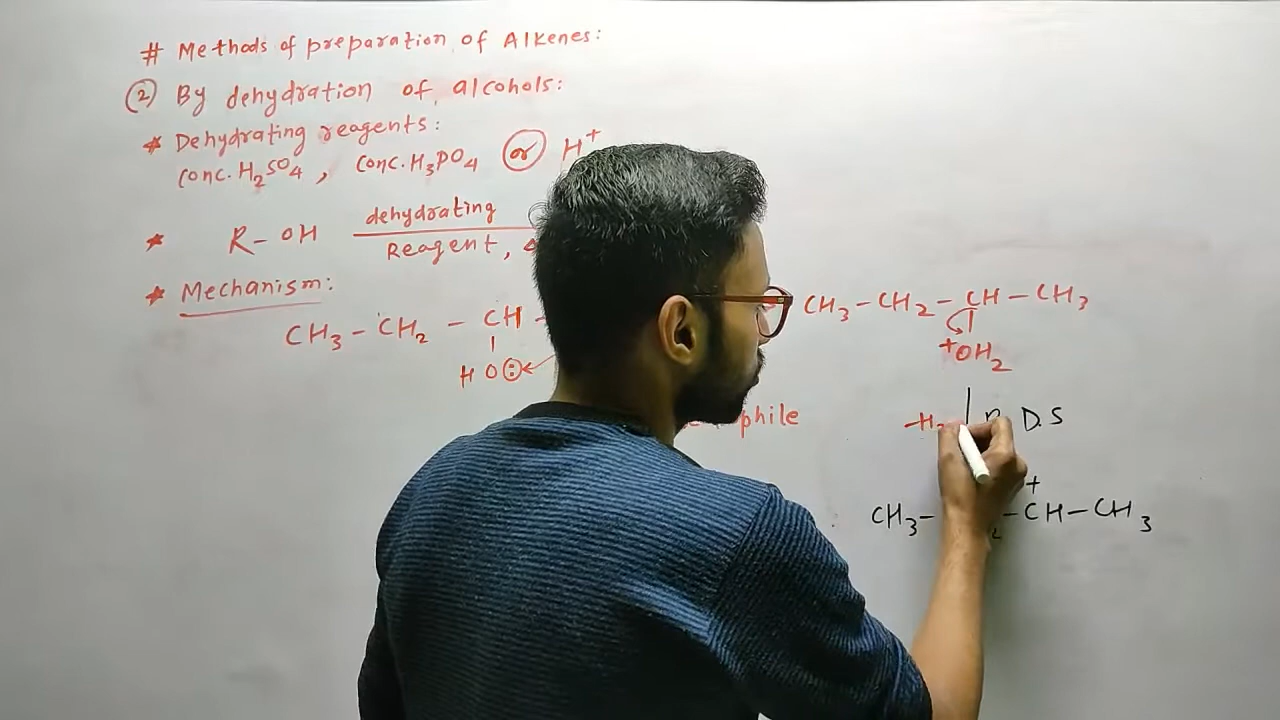 # Methods of preparation of Alkenes:
(2) By dehydration of alcohols:
* Dehydrating reagents:
conc. H2SO4, conc. H3PO4 (or) H+
* R-OH dehydrating
Reagent,
* Mechanism:
CH3-CH2-CH-
HO:
CH3-CH2-CH-CH3
+OH2
D.S
+
CH3- -CH-CH3